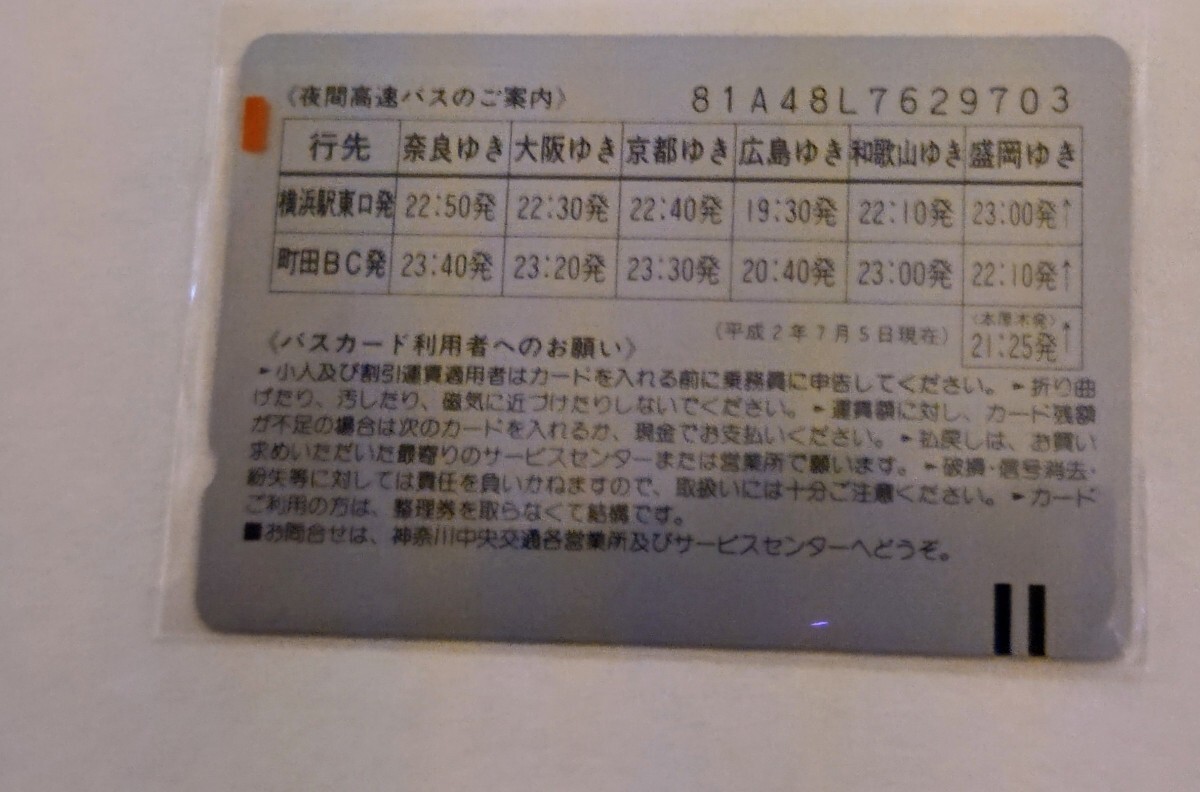 《夜間高速バスのご案内》 81A48L7629703
行先 奈良ゆき 大阪ゆき 京都ゆき 広島ゆき 和歌山ゆき 盛岡ゆき
横浜駅東口発 22:50発 22:30発 22:40発 19:30発 22:10発 23:00発↑
町田BC発 23:40発 23:20発 23:30発 20:40発 23:00発 22:10発↑
(平成2年7月5日現在) 〈本厚木発〉
21:25発↑
《バスカード利用者へのお願い》
►小人及び割引運賃適用者はカードを入れる前に乗務員に申告してください。►折り曲
げたり、汚したり、磁気に近づけたりしないでください。►運賃額に対し、カード残額
が不足の場合は次のカードを入れるか、現金でお支払いください。►払戻しは、お買い
求めいただいた最寄りのサービスセンターまたは営業所で願います。►破損・信号消去・
紛失等に対しては責任を負いかねますので、取扱いには十分ご注意ください。►カード
ご利用の方は、整理券を取らなくて結構です。
■お問合せは、神奈川中央交通各営業所及びサービスセンターへどうぞ。